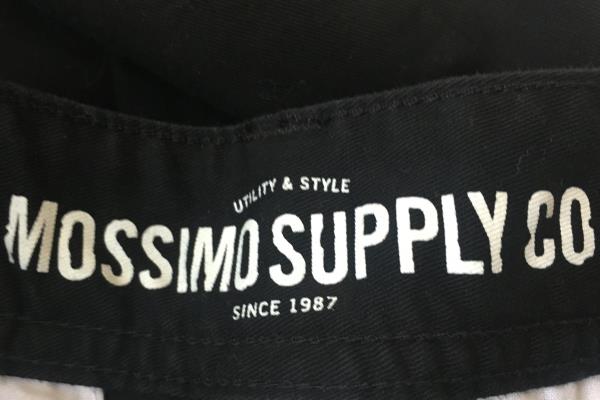 UTILITY & STYLE
MOSSIMO SUPPLY CO
SINCE 1987